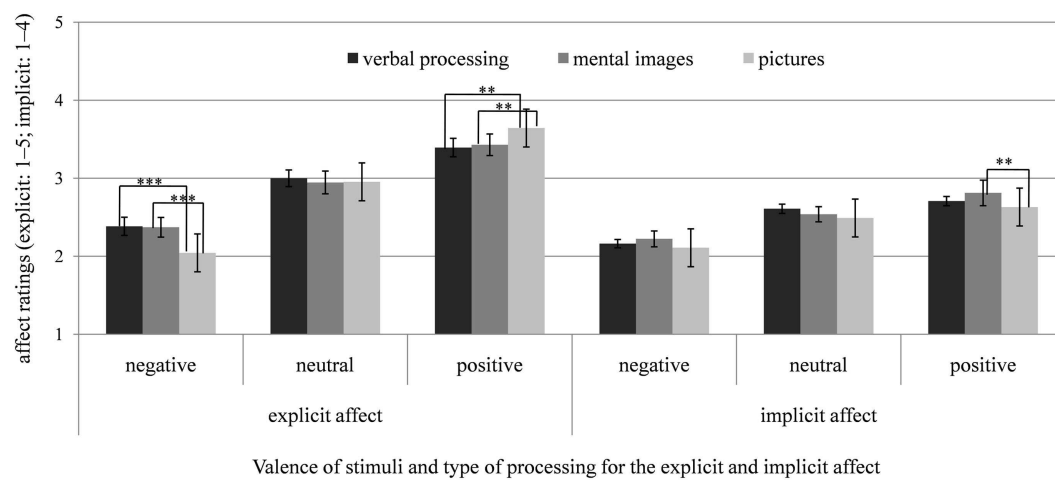 affect ratings (explicit: 1–5; implicit: 1–4)
5
4
3
2
1
verbal processing mental images pictures
*** ***
** **
**
negative neutral positive negative neutral positive
explicit affect implicit affect
Valence of stimuli and type of processing for the explicit and implicit affect